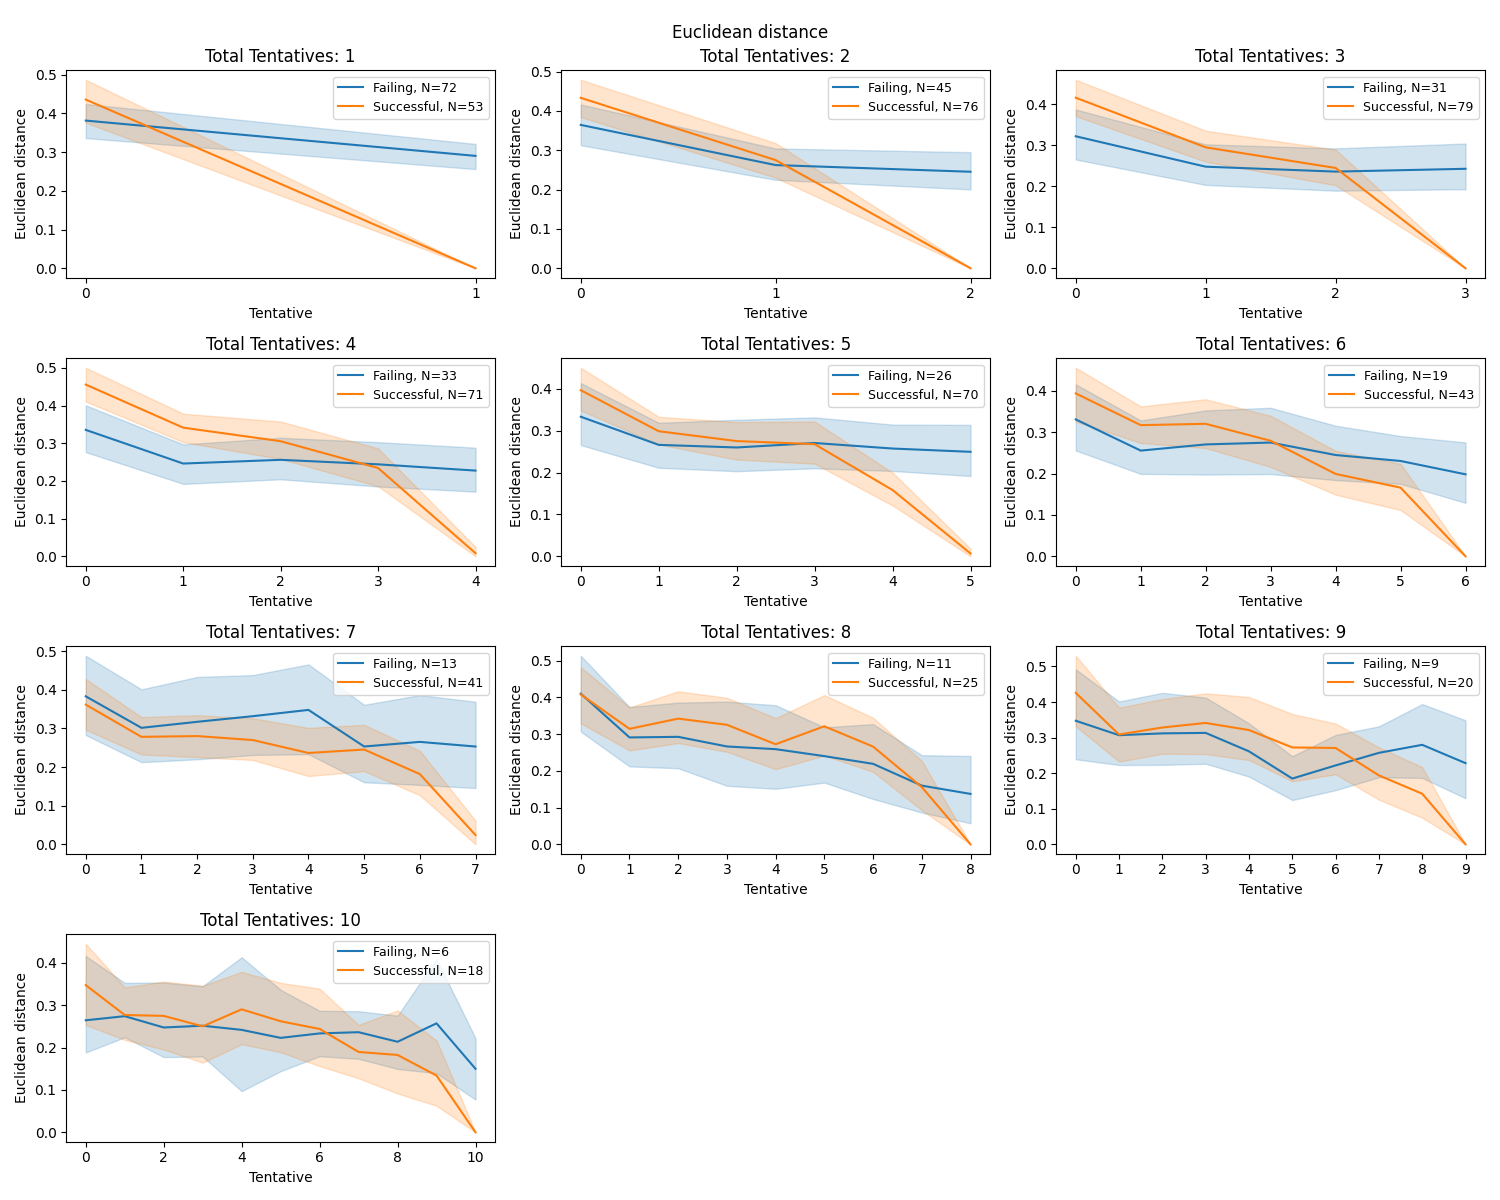 Euclidean distance
Total Tentatives: 1
Failing, N=72
Successful, N=53
Euclidean distance
0.5
0.4
0.3
0.2
0.1
0.0
0 1
Tentative
Total Tentatives: 2
Failing, N=45
Successful, N=76
Euclidean distance
0.5
0.4
0.3
0.2
0.1
0.0
0 1 2
Tentative
Total Tentatives: 3
Failing, N=31
Successful, N=79
Euclidean distance
0.4
0.3
0.2
0.1
0.0
0 1 2 3
Tentative
Total Tentatives: 4
Failing, N=33
Successful, N=71
Euclidean distance
0.5
0.4
0.3
0.2
0.1
0.0
0 1 2 3 4
Tentative
Total Tentatives: 5
Failing, N=26
Successful, N=70
Euclidean distance
0.4
0.3
0.2
0.1
0.0
0 1 2 3 4 5
Tentative
Total Tentatives: 6
Failing, N=19
Successful, N=43
Euclidean distance
0.4
0.3
0.2
0.1
0.0
0 1 2 3 4 5 6
Tentative
Total Tentatives: 7
Failing, N=13
Successful, N=41
Euclidean distance
0.5
0.4
0.3
0.2
0.1
0.0
0 1 2 3 4 5 6 7
Tentative
Total Tentatives: 8
Failing, N=11
Successful, N=25
Euclidean distance
0.5
0.4
0.3
0.2
0.1
0.0
0 1 2 3 4 5 6 7 8
Tentative
Total Tentatives: 9
Failing, N=9
Successful, N=20
Euclidean distance
0.5
0.4
0.3
0.2
0.1
0.0
0 1 2 3 4 5 6 7 8 9
Tentative
Total Tentatives: 10
Failing, N=6
Successful, N=18
Euclidean distance
0.4
0.3
0.2
0.1
0.0
0 2 4 6 8 10
Tentative